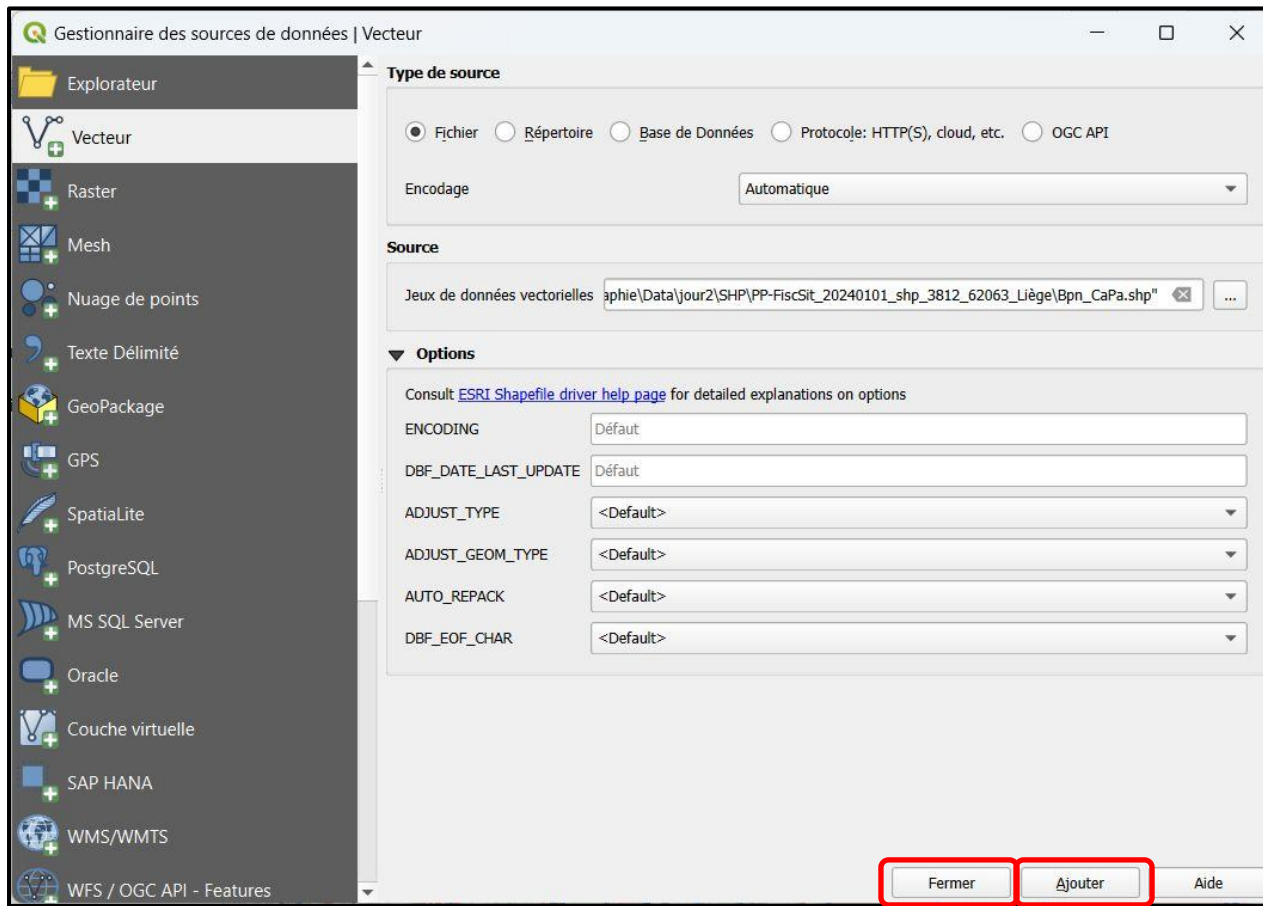 Gestionnaire des sources de données | Vecteur
Explorateur
Vecteur
Raster
Mesh
Nuage de points
Texte Délimité
GeoPackage
GPS
SpatiaLite
PostgreSQL
MS SQL Server
Oracle
Couche virtuelle
SAP HANA
WMS/WMTS
WFS / OGC API - Features
Type de source
Fichier Répertoire Base de Données Protocole: HTTP(S), cloud, etc. OGC API
Encodage Automatique
Source
Jeux de données vectorielles aphie\Data\jour2\SHP\PP-FiscSit_20240101_shp_3812_62063_Liège\Bpn_CaPa.shp" ...
Options
Consult ESRI Shapefile driver help page for detailed explanations on options
ENCODING Défaut
DBF_DATE_LAST_UPDATE Défaut
ADJUST_TYPE <Default>
ADJUST_GEOM_TYPE <Default>
AUTO_REPACK <Default>
DBF_EOF_CHAR <Default>
Fermer Ajouter Aide